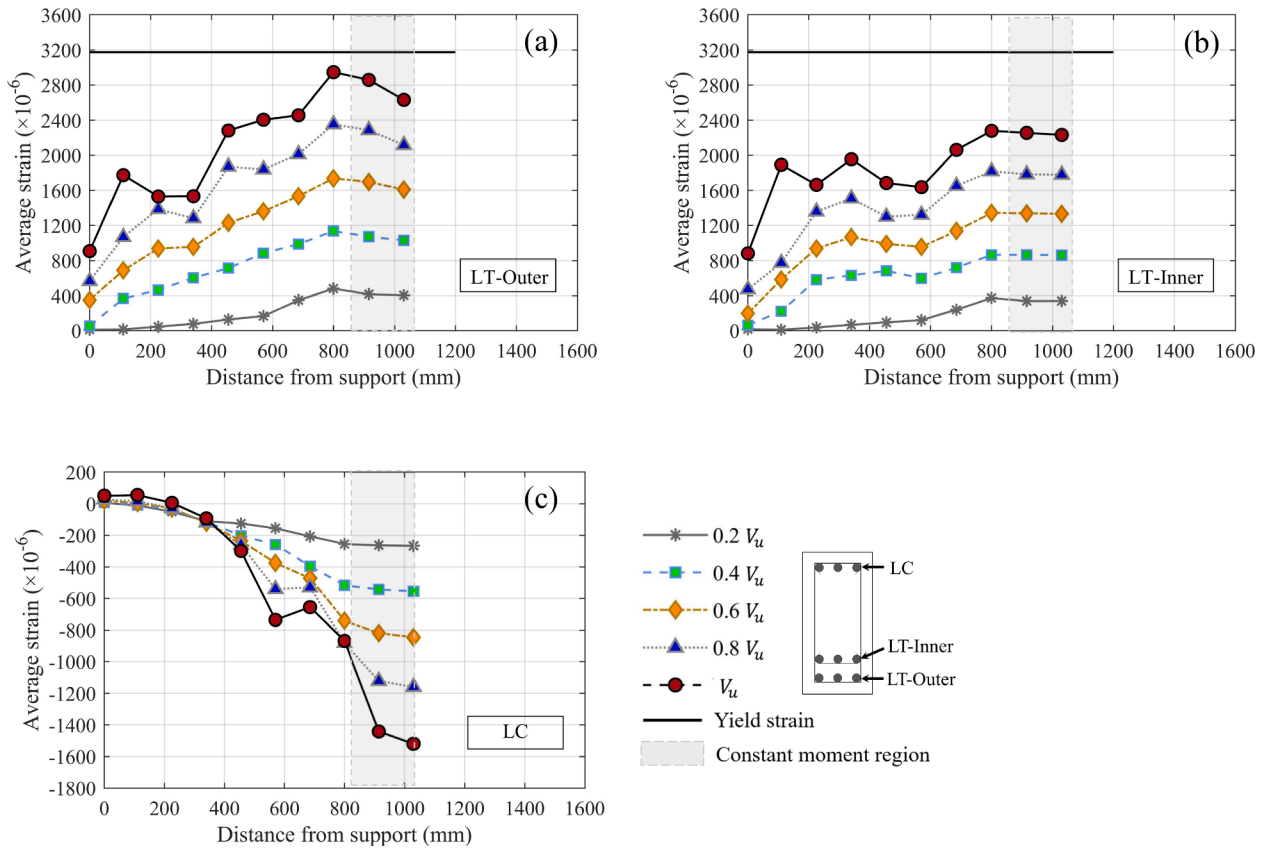 3600
3200
2800
2400
2000
1600
1200
800
400
0
Average strain (×10⁻⁶)
(a)
LT-Outer
0 200 400 600 800 1000 1200 1400 1600
Distance from support (mm)
3600
3200
2800
2400
2000
1600
1200
800
400
0
Average strain (×10⁻⁶)
(b)
LT-Inner
0 200 400 600 800 1000 1200 1400 1600
Distance from support (mm)
200
0
-200
-400
-600
-800
-1000
-1200
-1400
-1600
-1800
Average strain (×10⁻⁶)
(c)
LC
0 200 400 600 800 1000 1200 1400 1600
Distance from support (mm)
0.2 Vᵤ
0.4 Vᵤ
0.6 Vᵤ
0.8 Vᵤ
Vᵤ
Yield strain
Constant moment region
LC
LT-Inner
LT-Outer